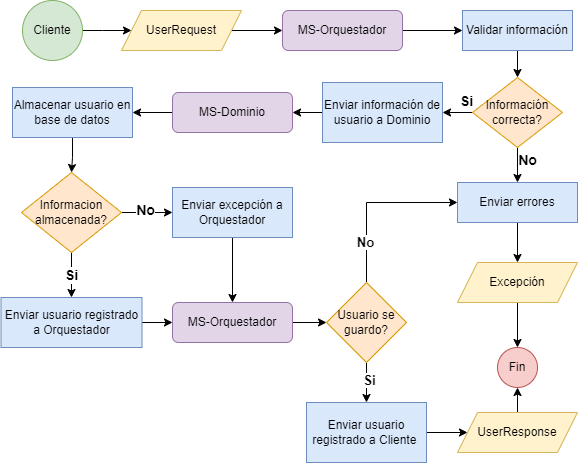 Cliente
UserRequest
MS-Orquestador
Validar información
Información
correcta?
Si
No
Enviar información de
usuario a Dominio
MS-Dominio
Almacenar usuario en
base de datos
Informacion
almacenada?
No
Si
Enviar excepción a
Orquestador
Enviar usuario registrado
a Orquestador
MS-Orquestador
Usuario se
guardo?
No
Si
Enviar errores
Excepción
Fin
Enviar usuario
registrado a Cliente
UserResponse